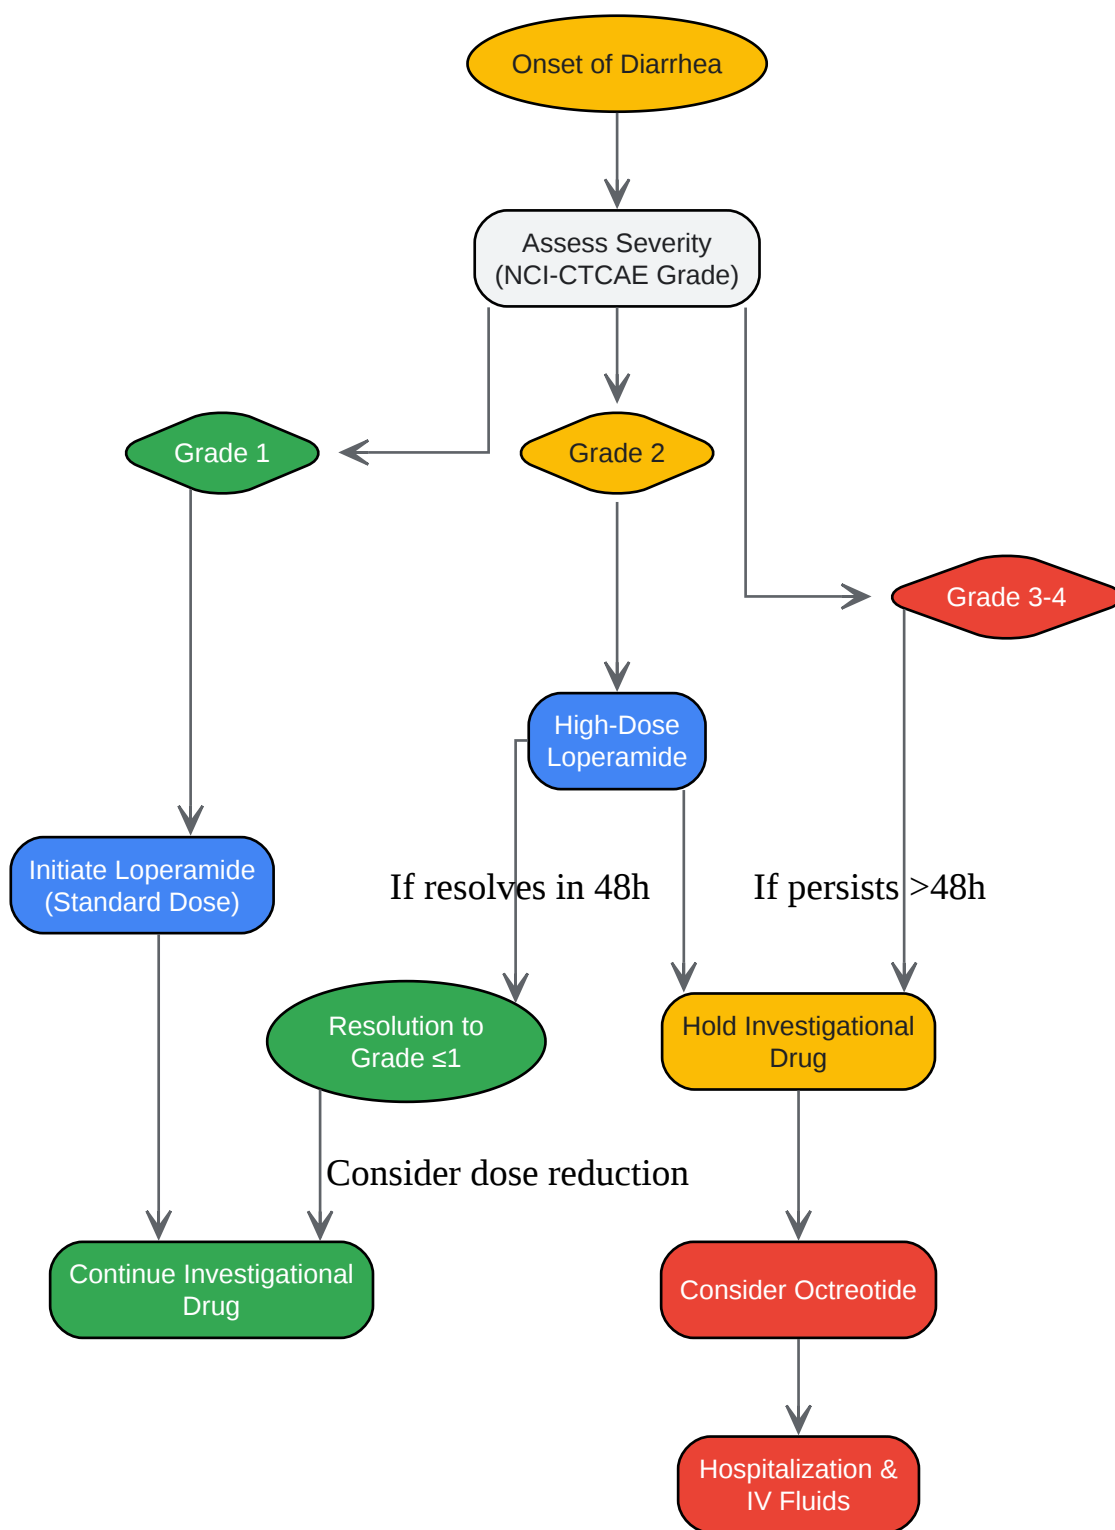 Onset of Diarrhea
Assess Severity
(NCI-CTCAE Grade)
Grade 1
Grade 2
Grade 3-4
High-Dose
Loperamide
Initiate Loperamide
(Standard Dose)
If resolves in 48h
If persists >48h
Resolution to
Grade ≤1
Hold Investigational
Drug
Consider dose reduction
Continue Investigational
Drug
Consider Octreotide
Hospitalization &
IV Fluids